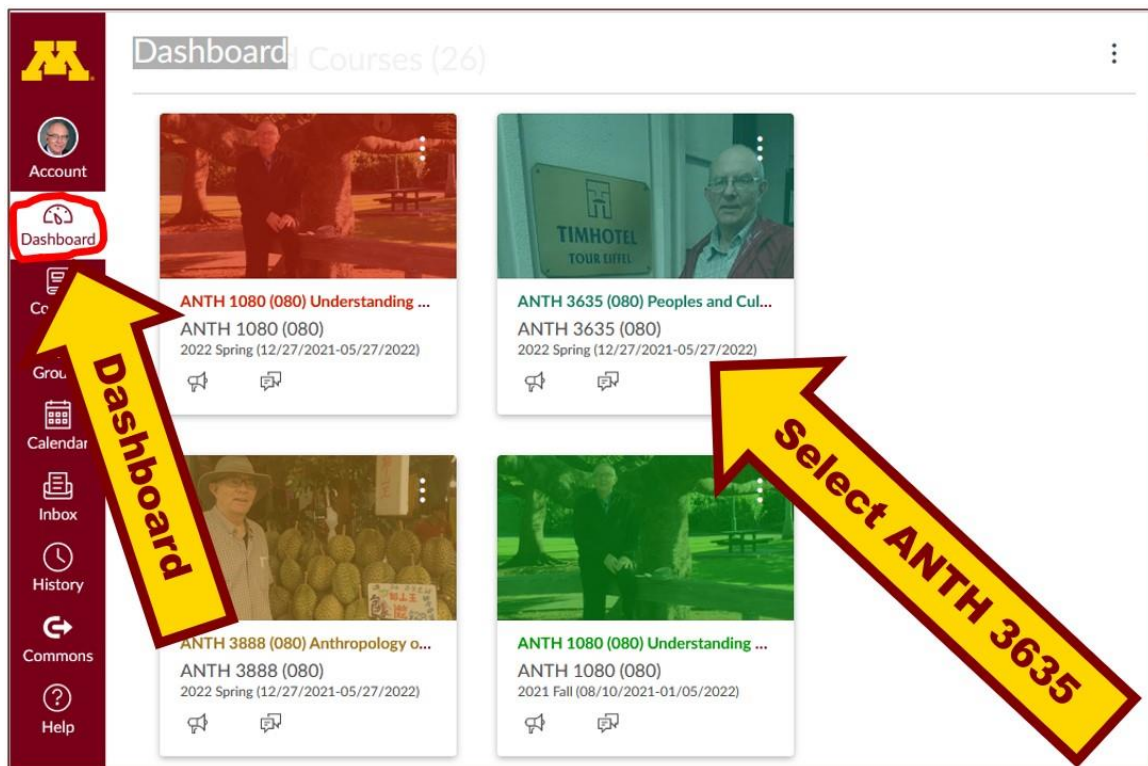 M
Dashboard
Courses (26)
Account
Dashboard
Co
Grou
Calendar
Inbox
History
Commons
Help
TIMHOTEL
TOUR EIFFEL
ANTH 1080 (080) Understanding ...
ANTH 1080 (080)
2022 Spring (12/27/2021-05/27/2022)
ANTH 3635 (080) Peoples and Cul...
ANTH 3635 (080)
2022 Spring (12/27/2021-05/27/2022)
Dashboard
Select ANTH 3635
ANTH 3888 (080) Anthropology o...
ANTH 3888 (080)
2022 Spring (12/27/2021-05/27/2022)
ANTH 1080 (080) Understanding ...
ANTH 1080 (080)
2021 Fall (08/10/2021-01/05/2022)